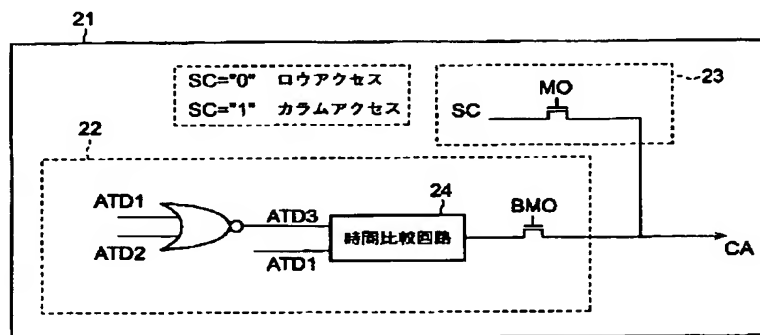 21
SC="0" ロウアクセス
SC="1" カラムアクセス
23
MO
SC
22
ATD1
ATD2
ATD3
ATD1
24
時間比較回路
BMO
CA